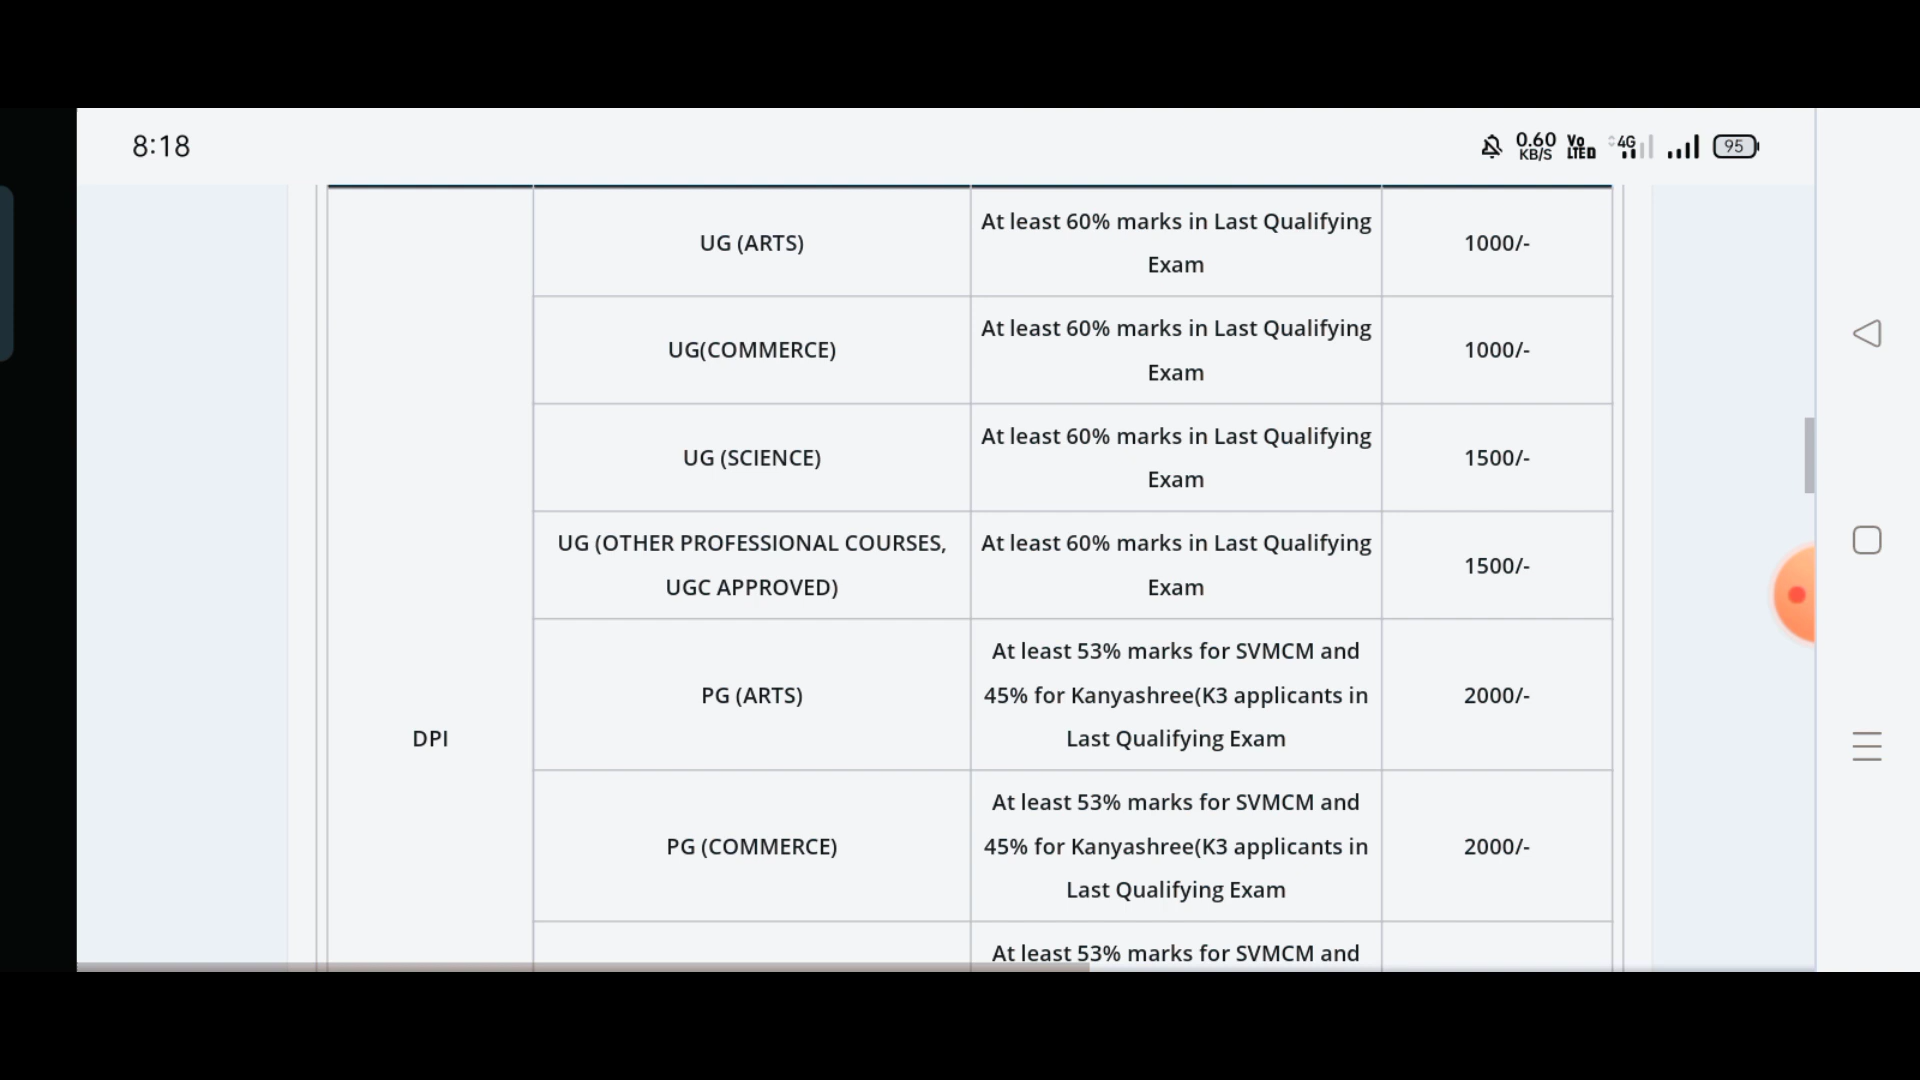 8:18
0.60
KB/S
Vo
LTED
4G
95
UG (ARTS)
At least 60% marks in Last Qualifying
Exam
1000/-
UG(COMMERCE)
At least 60% marks in Last Qualifying
Exam
1000/-
UG (SCIENCE)
At least 60% marks in Last Qualifying
Exam
1500/-
UG (OTHER PROFESSIONAL COURSES,
UGC APPROVED)
At least 60% marks in Last Qualifying
Exam
1500/-
DPI
PG (ARTS)
At least 53% marks for SVMCM and
45% for Kanyashree(K3 applicants in
Last Qualifying Exam
2000/-
PG (COMMERCE)
At least 53% marks for SVMCM and
45% for Kanyashree(K3 applicants in
Last Qualifying Exam
2000/-
At least 53% marks for SVMCM and